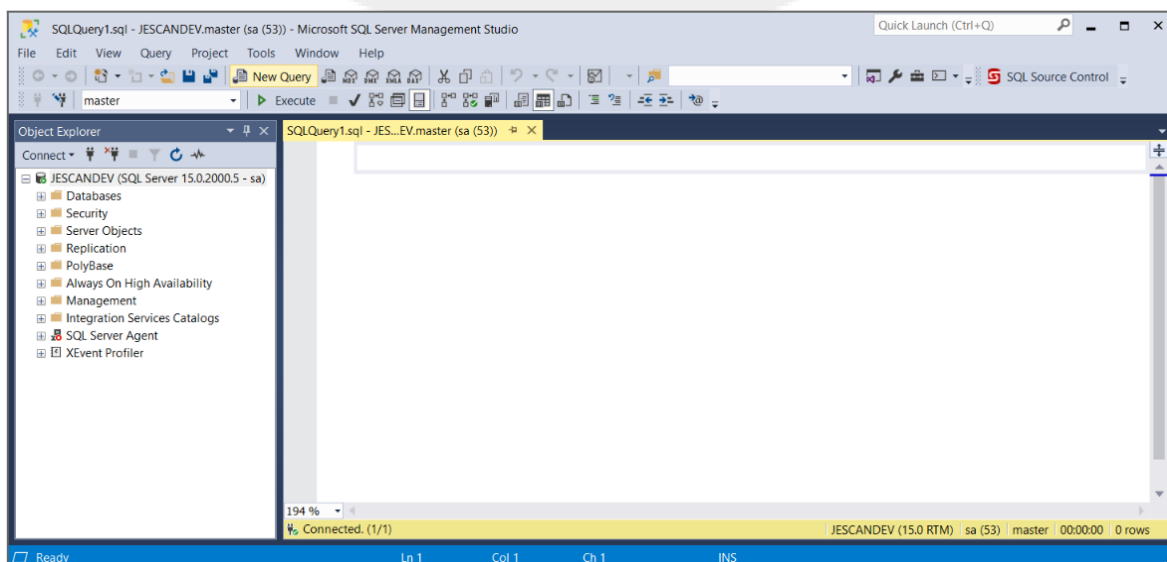 SQLQuery1.sql - JESCANDEV.master (sa (53)) - Microsoft SQL Server Management Studio
Quick Launch (Ctrl+Q)
File Edit View Query Project Tools Window Help
New Query MDX DMX XMLA DAX SQL Source Control
master Execute
Object Explorer
SQLQuery1.sql - JES...EV.master (sa (53))
Connect
JESCANDEV (SQL Server 15.0.2000.5 - sa)
Databases
Security
Server Objects
Replication
PolyBase
Always On High Availability
Management
Integration Services Catalogs
SQL Server Agent
XEvent Profiler
194 %
Connected. (1/1) JESCANDEV (15.0 RTM) sa (53) master 00:00:00 0 rows
Ready Ln 1 Col 1 Ch 1 INS